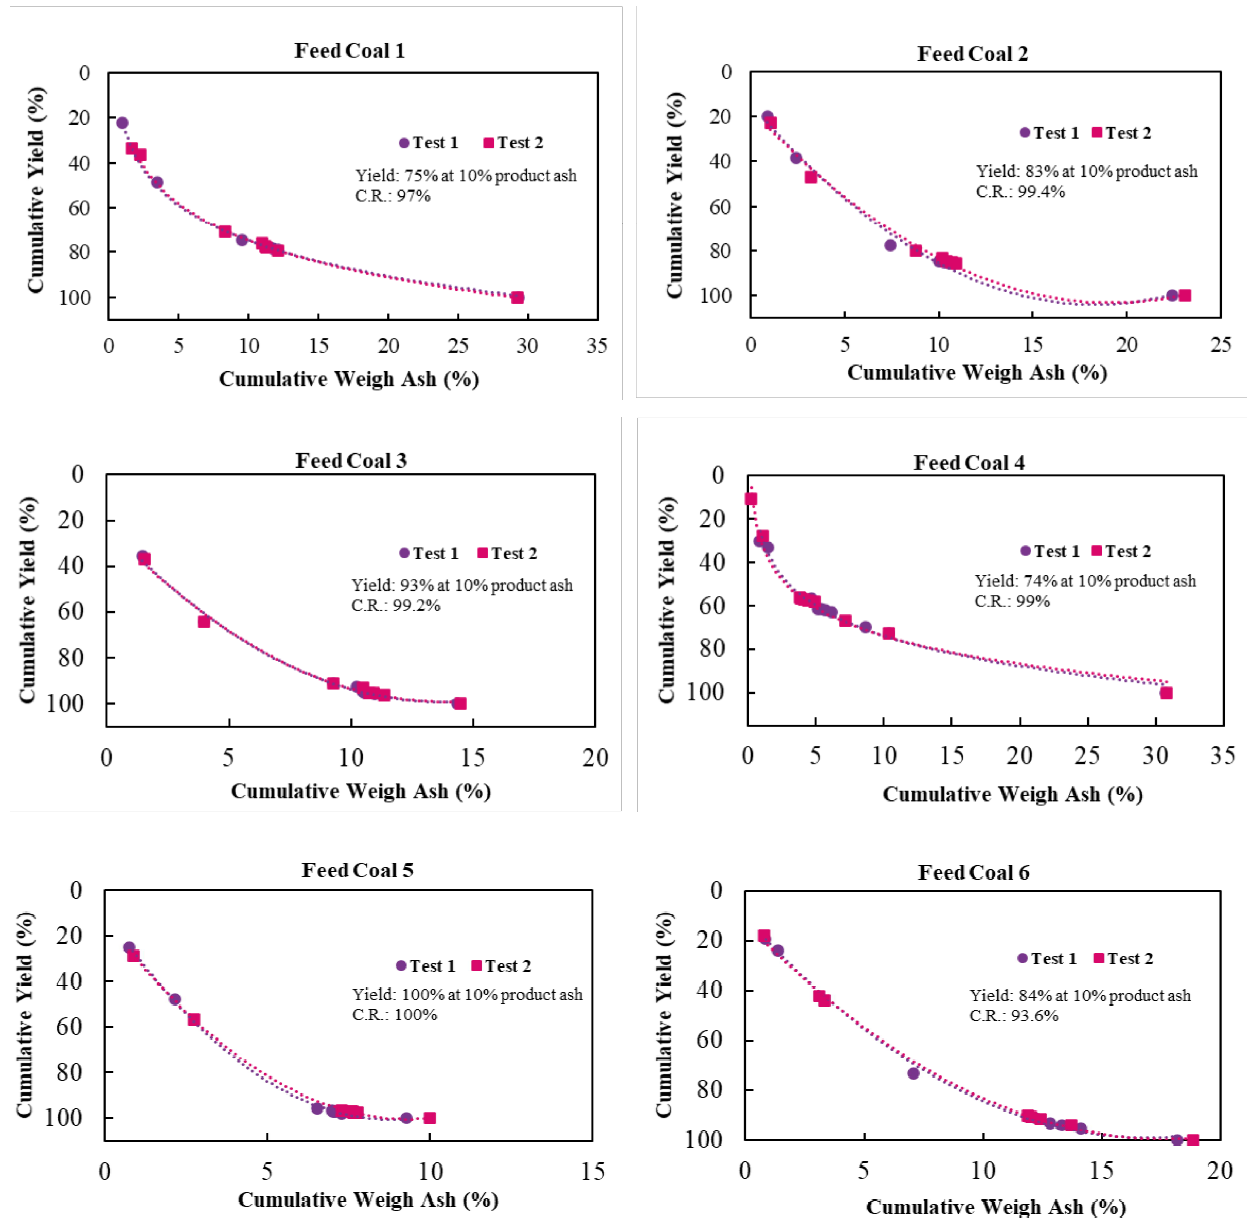 Feed Coal 1
Cumulative Yield (%)
0
20
40
60
80
100
Test 1 Test 2
Yield: 75% at 10% product ash
C.R.: 97%
0 5 10 15 20 25 30 35
Cumulative Weigh Ash (%)
Feed Coal 2
Cumulative Yield (%)
0
20
40
60
80
100
Test 1 Test 2
Yield: 83% at 10% product ash
C.R.: 99.4%
0 5 10 15 20 25
Cumulative Weigh Ash (%)
Feed Coal 3
Cumulative Yield (%)
0
20
40
60
80
100
Test 1 Test 2
Yield: 93% at 10% product ash
C.R.: 99.2%
0 5 10 15 20
Cumulative Weigh Ash (%)
Feed Coal 4
Cumulative Yield (%)
0
20
40
60
80
100
Test 1 Test 2
Yield: 74% at 10% product ash
C.R.: 99%
0 5 10 15 20 25 30 35
Cumulative Weigh Ash (%)
Feed Coal 5
Cumulative Yield (%)
0
20
40
60
80
100
Test 1 Test 2
Yield: 100% at 10% product ash
C.R.: 100%
0 5 10 15
Cumulative Weigh Ash (%)
Feed Coal 6
Cumulative Yield (%)
0
20
40
60
80
100
Test 1 Test 2
Yield: 84% at 10% product ash
C.R.: 93.6%
0 5 10 15 20
Cumulative Weigh Ash (%)